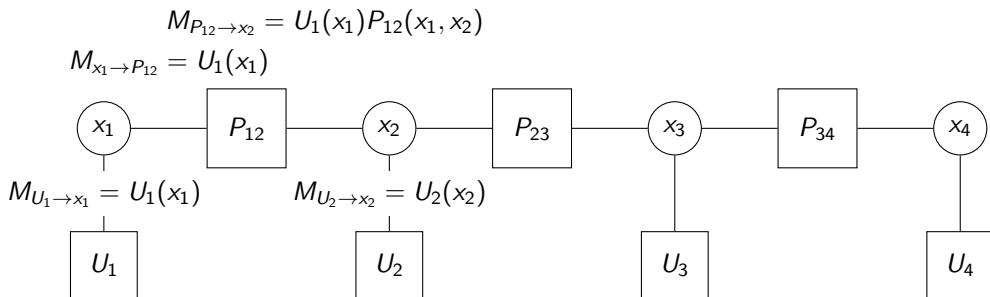 M_{P_{12}→x_2} = U_1(x_1)P_{12}(x_1, x_2)
M_{x_1→P_{12}} = U_1(x_1)
x_1 P_{12} x_2 P_{23} x_3 P_{34} x_4
M_{U_1→x_1} = U_1(x_1) M_{U_2→x_2} = U_2(x_2)
U_1 U_2 U_3 U_4